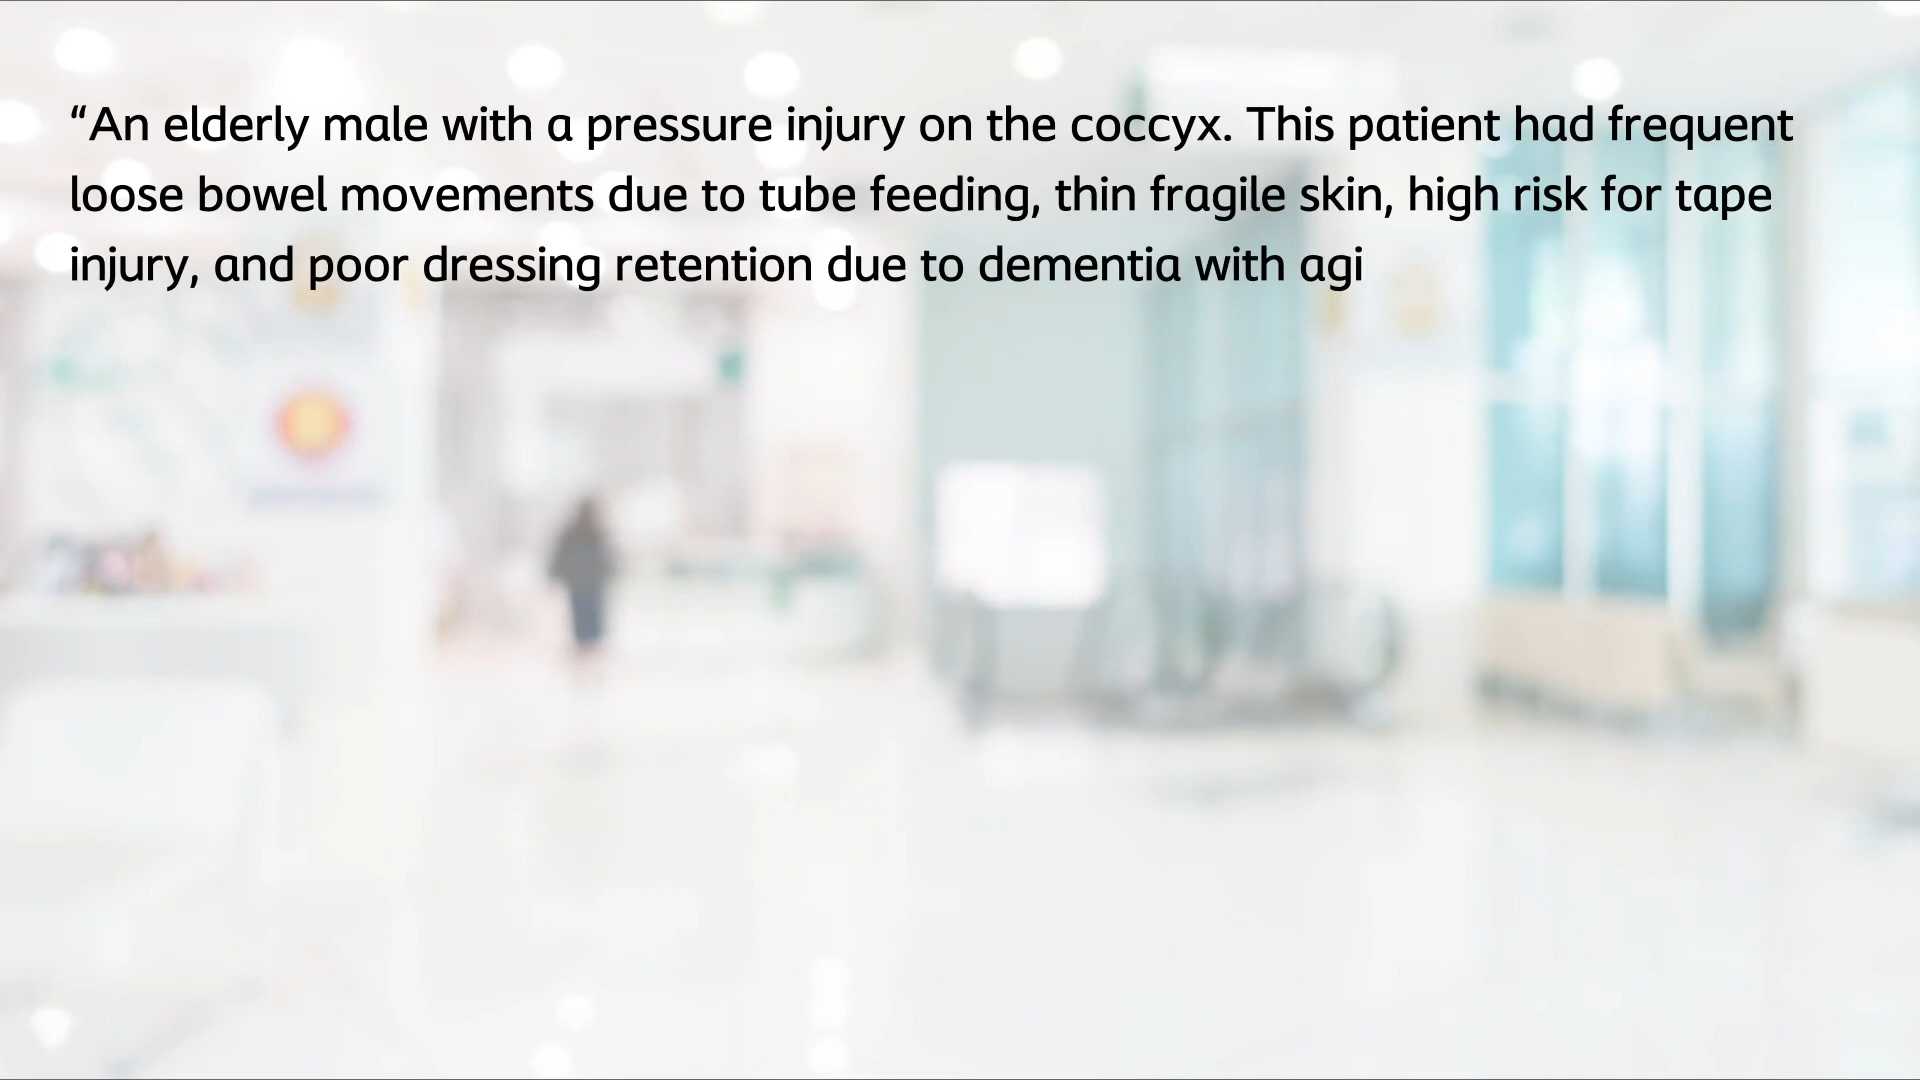 “An elderly male with a pressure injury on the coccyx. This patient had frequent
loose bowel movements due to tube feeding, thin fragile skin, high risk for tape
injury, and poor dressing retention due to dementia with agi